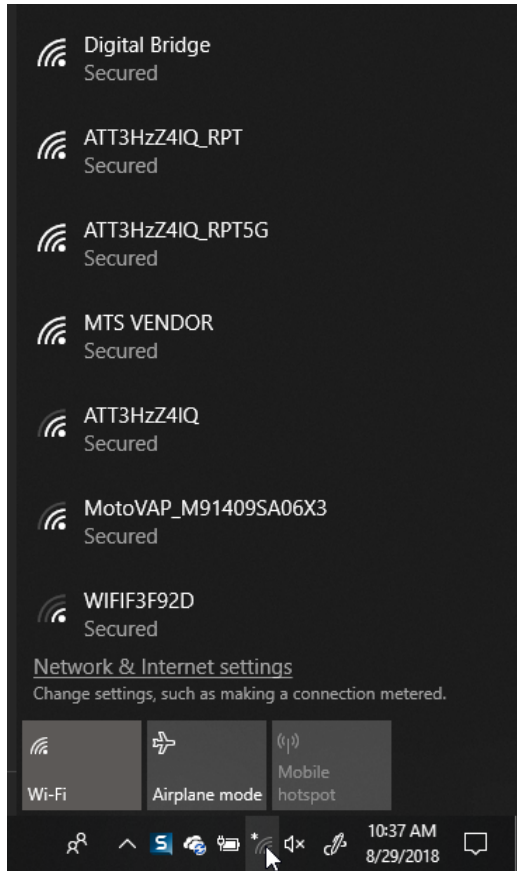 Digital Bridge
Secured
ATT3HzZ4IQ_RPT
Secured
ATT3HzZ4IQ_RPT5G
Secured
MTS VENDOR
Secured
ATT3HzZ4IQ
Secured
MotoVAP_M91409SA06X3
Secured
WIFIF3F92D
Secured
Network & Internet settings
Change settings, such as making a connection metered.
Wi-Fi
Airplane mode
Mobile
hotspot
S
10:37 AM
8/29/2018